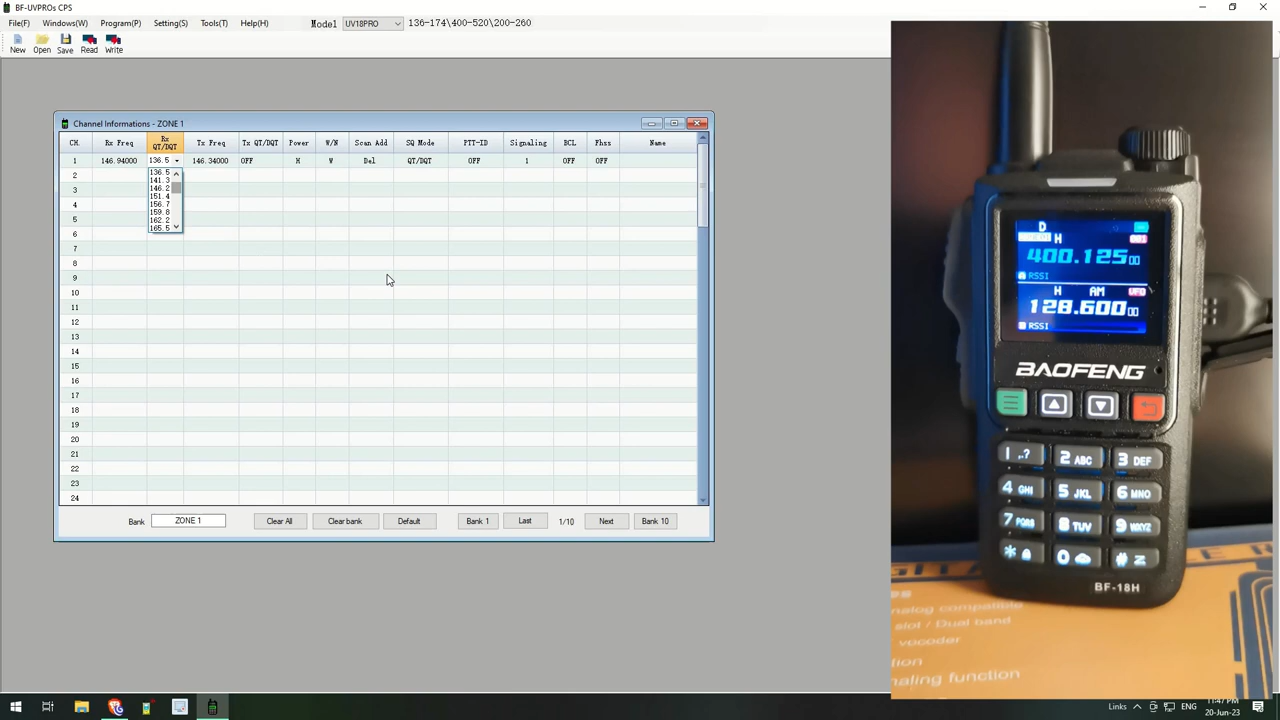 BF-UVPROs CPS
File(F) Windows(W) Program(P) Setting(S) Tools(T) Help(H) Model UV18PRO 136-174\400-520\200-260
New Open Save Read Write
Channel Informations - ZONE 1
CH. Rx Freq Rx QT/DQT Tx Freq Tx QT/DQT Power W/N Scan Add SQ Mode PTT-ID Signaling BCL Fhss Name
1 146.94000 136.5 146.34000 OFF H W Del QT/DQT OFF 1 OFF OFF
136.5
141.3
146.2
151.4
156.7
159.8
162.2
165.5
2
3
4
5
6
7
8
9
10
11
12
13
14
15
16
17
18
19
20
21
22
23
24
Bank ZONE 1 Clear All Clear bank Default Bank 1 Last 1/10 Next Bank 10
D
H
400.12500
RSSI
H AM VFO
128.60000
RSSI
BAOFENG
1 ,.? 2 ABC 3 DEF
4 GHI 5 JKL 6 MNO
7 PQRS 8 TUV 9 WXYZ
* 0 #
BF-18H
nalog compatible
slot / Dual band
vocoder
tion
naling function
Links ENG 11:47 PM
20-Jun-23